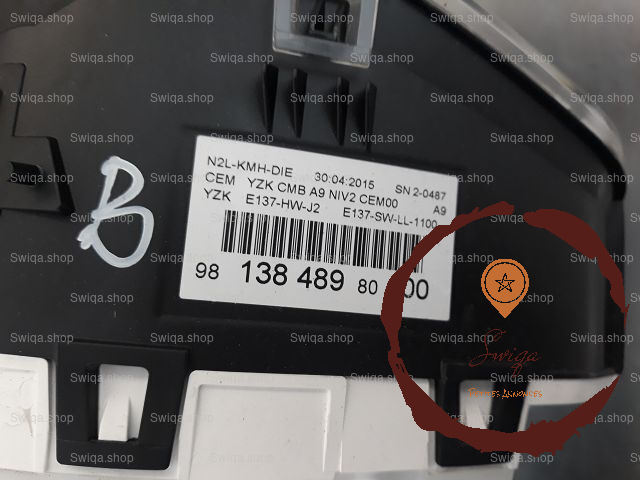 N2L-KMH-DIE 30:04:2015 SN 2-0487
CEM YZK CMB A9 NIV2 CEM00 A9
YZK E137-HW-J2 E137-SW-LL-1100
98 138 489 80 00
B
Swiqa
Swiqa.shop